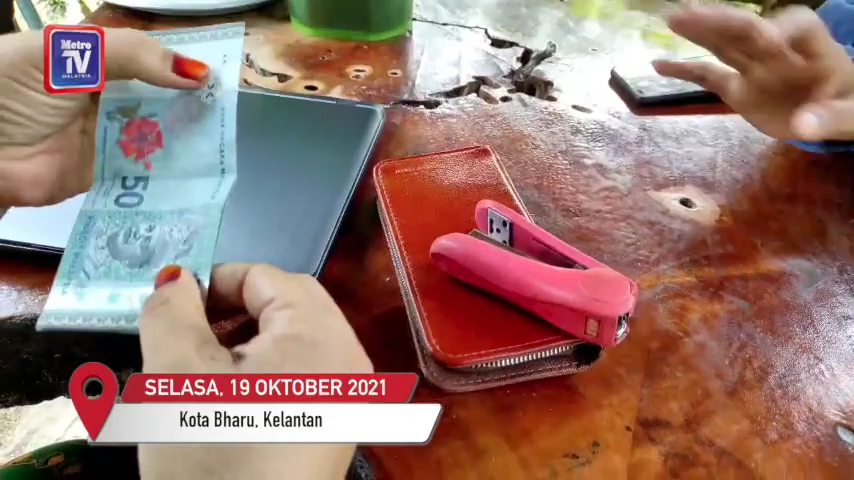 Metro
TV
MALAYSIA
50
SELASA, 19 OKTOBER 2021
Kota Bharu, Kelantan